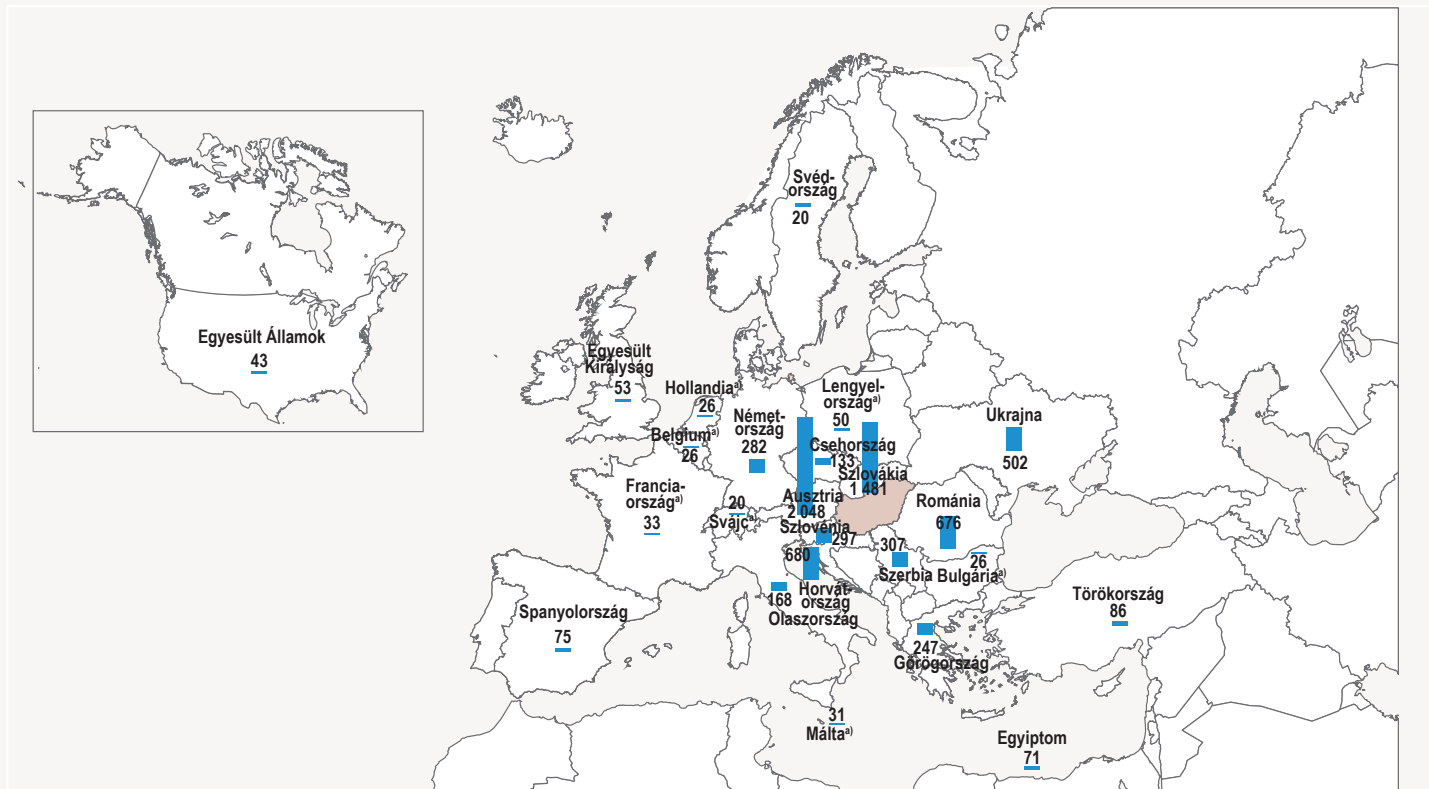 Svéd-
ország
20
Egyesült Államok
43
Egyesült
Királyság
53
Hollandia a)
26
Belgium a)
26
Német-
ország
282
Lengyel-
ország a)
50
Csehország
133
Szlovákia
1 481
Ukrajna
502
Francia-
ország a)
33
20
Svájc a)
Ausztria
2 048
Szlovénia
297
Románia
676
680
Horvát-
ország
307
Szerbia
26
Bulgária a)
168
Olaszország
Spanyolország
75
Törökország
86
247
Görögország
31
Málta a)
Egyiptom
71